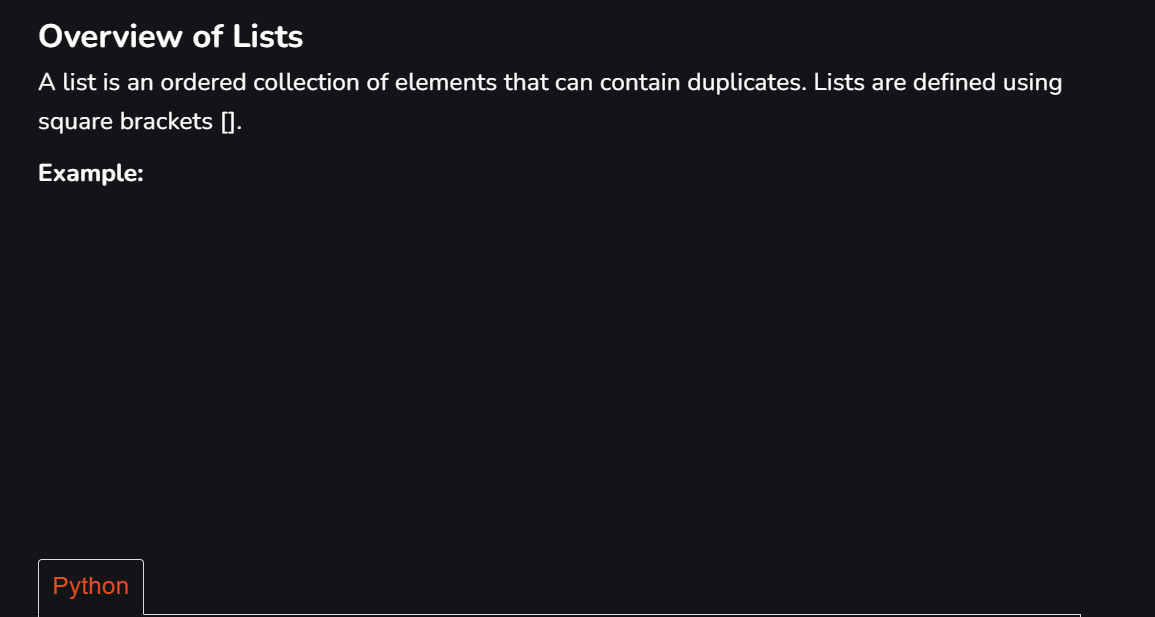 Overview of Lists
A list is an ordered collection of elements that can contain duplicates. Lists are defined using
square brackets [].
Example:
Python